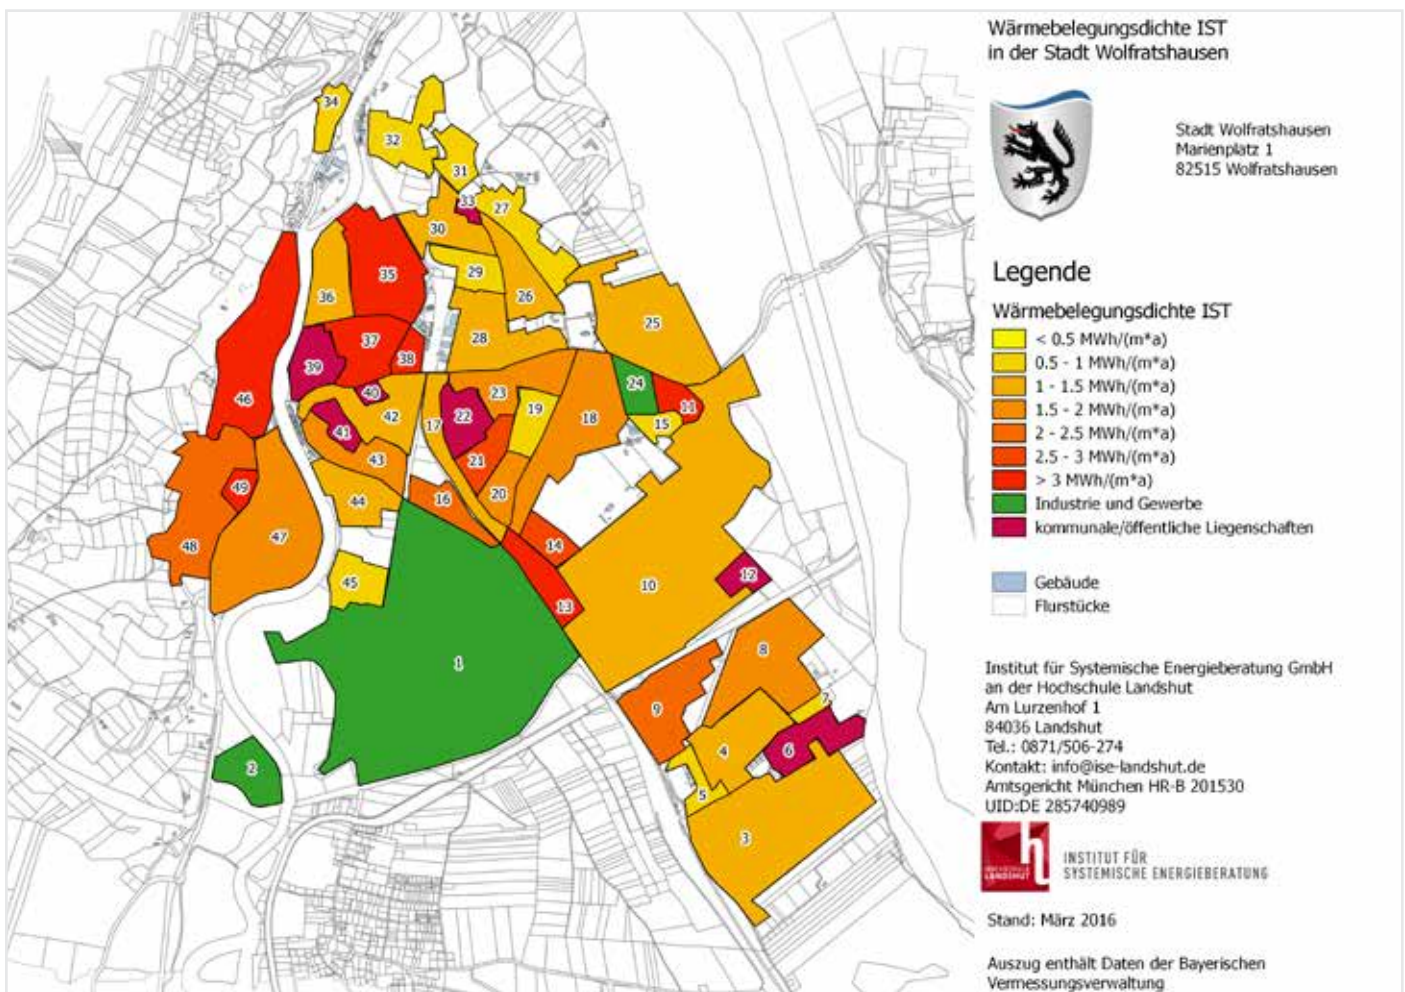 Wärmebelegungsdichte IST
in der Stadt Wolfratshausen
Stadt Wolfratshausen
Marienplatz 1
82515 Wolfratshausen
Legende
Wärmebelegungsdichte IST
< 0.5 MWh/(m*a)
0.5 - 1 MWh/(m*a)
1 - 1.5 MWh/(m*a)
1.5 - 2 MWh/(m*a)
2 - 2.5 MWh/(m*a)
2.5 - 3 MWh/(m*a)
> 3 MWh/(m*a)
Industrie und Gewerbe
kommunale/öffentliche Liegenschaften
Gebäude
Flurstücke
Institut für Systemische Energieberatung GmbH
an der Hochschule Landshut
Am Lurzenhof 1
84036 Landshut
Tel.: 0871/506-274
Kontakt: info@ise-landshut.de
Amtsgericht München HR-B 201530
UID:DE 285740989
HOCHSCHULE
LANDSHUT
INSTITUT FÜR
SYSTEMISCHE ENERGIEBERATUNG
Stand: März 2016
Auszug enthält Daten der Bayerischen
Vermessungsverwaltung
34
32
31
33
27
30
29
35
26
36
28
25
37
38
39
24
40
46
23
19
11
42
22
17
18
15
41
43
21
49
44
16
20
47
48
14
45
10
12
13
1
8
7
9
4
6
2
5
3